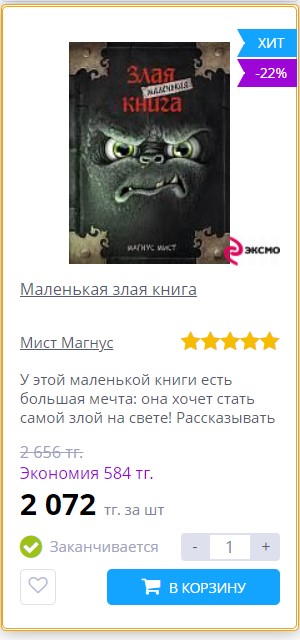 ХИТ
-22%
Злая
маленькая
книга
МАГНУС МИСТ
ЭКСМО
Маленькая злая книга
Мист Магнус
У этой маленькой книги есть
большая мечта: она хочет стать
самой злой на свете! Рассказывать
2 656 тг.
Экономия 584 тг.
2 072 тг. за шт
Заканчивается
- 1 +
В КОРЗИНУ